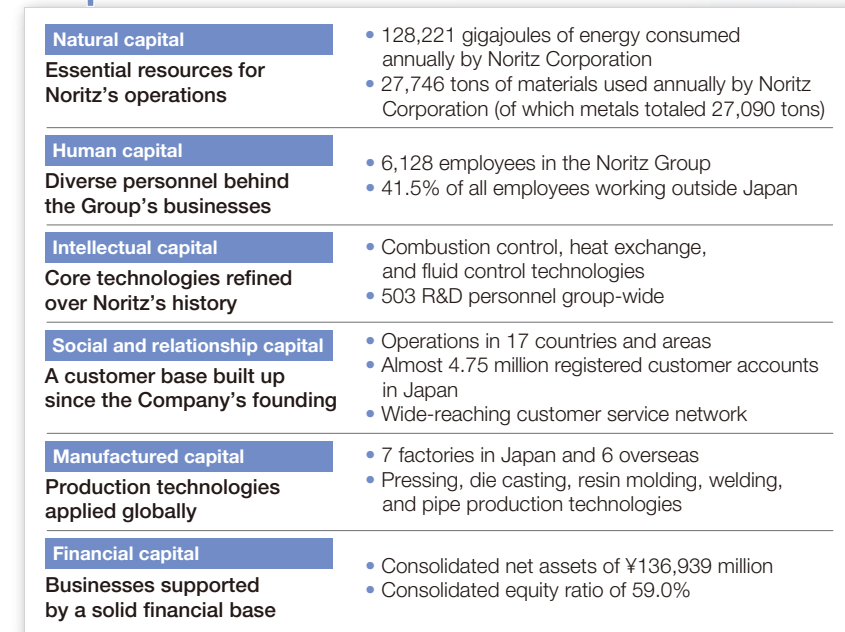 Natural capital
Essential resources for
Noritz's operations
• 128,221 gigajoules of energy consumed
annually by Noritz Corporation
• 27,746 tons of materials used annually by Noritz
Corporation (of which metals totaled 27,090 tons)
Human capital
Diverse personnel behind
the Group's businesses
• 6,128 employees in the Noritz Group
• 41.5% of all employees working outside Japan
Intellectual capital
Core technologies refined
over Noritz's history
• Combustion control, heat exchange,
and fluid control technologies
• 503 R&D personnel group-wide
Social and relationship capital
A customer base built up
since the Company's founding
• Operations in 17 countries and areas
• Almost 4.75 million registered customer accounts
in Japan
• Wide-reaching customer service network
Manufactured capital
Production technologies
applied globally
• 7 factories in Japan and 6 overseas
• Pressing, die casting, resin molding, welding,
and pipe production technologies
Financial capital
Businesses supported
by a solid financial base
• Consolidated net assets of ¥136,939 million
• Consolidated equity ratio of 59.0%